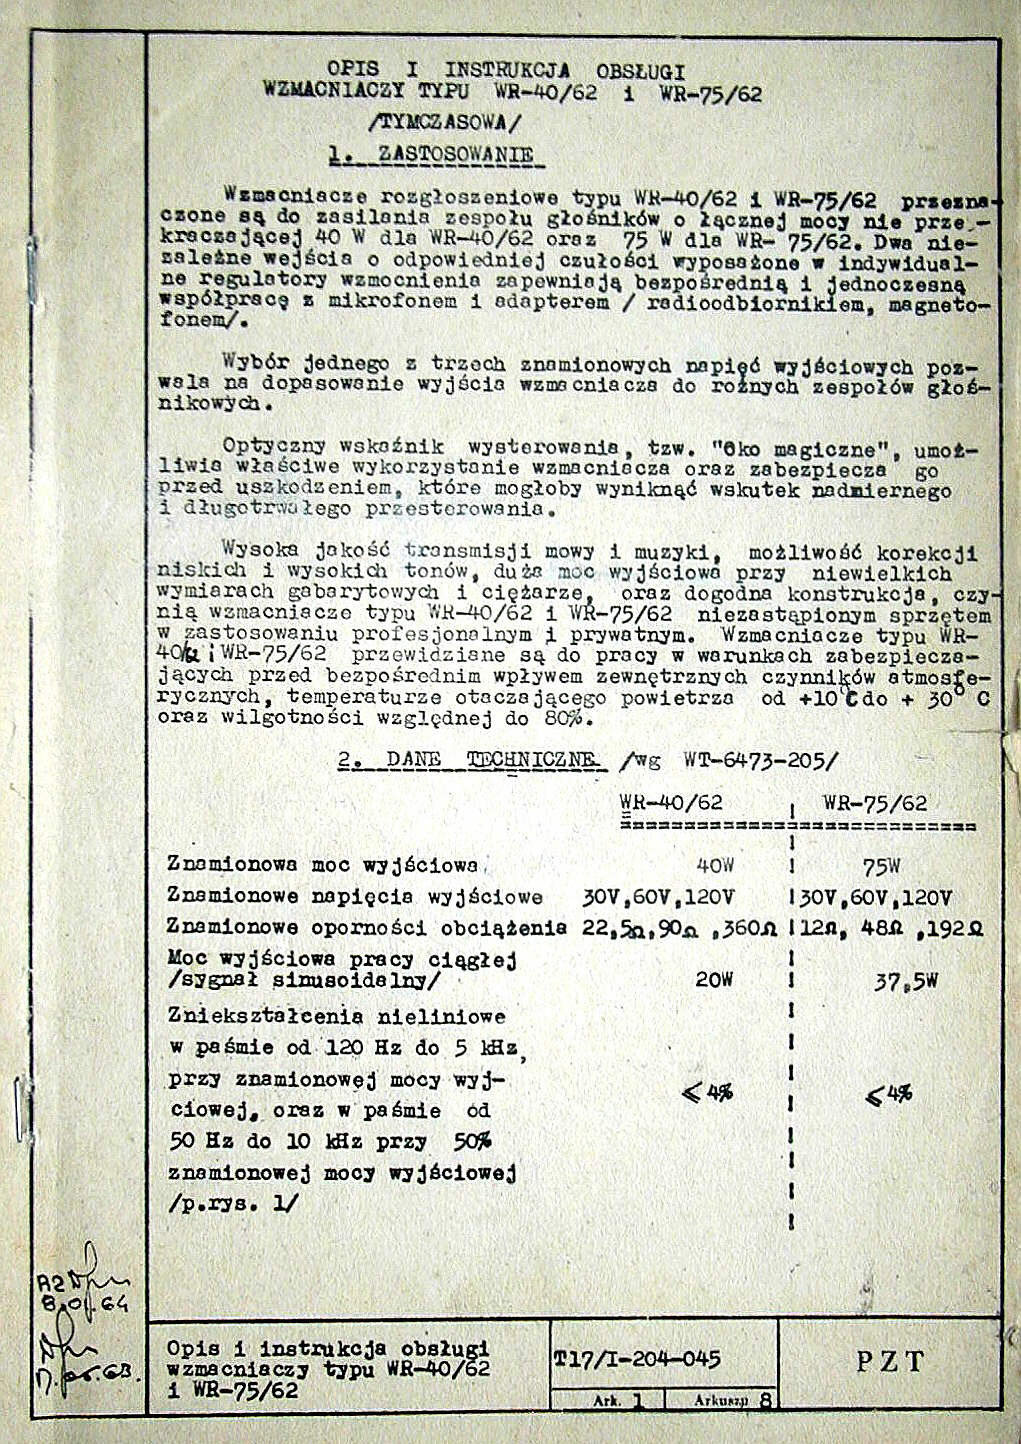 OPIS I INSTRUKCJA OBSŁUGI
WZMACNIACZY TYPU WR-40/62 i WR-75/62
/TYMCZASOWA/
1. ZASTOSOWANIE
Wzmacniacze rozgłoszeniowe typu WR-40/62 i WR-75/62 przezna-
czone są do zasilania zespołu głośników o łącznej mocy nie prze-
kraczającej 40 W dla WR-40/62 oraz 75 W dla WR- 75/62. Dwa nie-
zależne wejścia o odpowiedniej czułości wyposażone w indywidual-
ne regulatory wzmocnienia zapewniają bezpośrednią i jednoczesną
współpracę z mikrofonem i adapterem / radioodbiornikiem, magneto-
fonem/.
Wybór jednego z trzech znamionowych napięć wyjściowych poz-
wala na dopasowanie wyjścia wzmacniacza do rożnych zespołów głoś-
nikowych.
Optyczny wskaźnik wysterowania, tzw. "Oko magiczne", umoż-
liwia właściwe wykorzystanie wzmacniacza oraz zabezpiecza go
przed uszkodzeniem, które mogłoby wyniknąć wskutek nadmiernego
i długotrwałego przesterowania.
Wysoka jakość transmisji mowy i muzyki, możliwość korekcji
niskich i wysokich tonów, duża moc wyjściowa przy niewielkich
wymiarach gabarytowych i ciężarze, oraz dogodna konstrukcja, czy-
nią wzmacniacze typu WR-40/62 i WR-75/62 niezastąpionym sprzętem
w zastosowaniu profesjonalnym i prywatnym. Wzmacniacze typu WR-
40/62 i WR-75/62 przewidziane są do pracy w warunkach zabezpiecza-
jących przed bezpośrednim wpływem zewnętrznych czynników atmosfe-
rycznych, temperaturze otaczającego powietrza od +10°C do + 30° C
oraz wilgotności względnej do 80%.
2. DANE TECHNICZNE /wg WT-6473-205/
WR-40/62 WR-75/62
Znamionowa moc wyjściowa 40W 75W
Znamionowe napięcia wyjściowe 30V,60V,120V 30V,60V,120V
Znamionowe oporności obciążenia 22,5Ω,90Ω ,360Ω 12Ω, 48Ω ,192Ω
Moc wyjściowa pracy ciągłej
/sygnał sinusoidalny/ 20W 37,5W
Zniekształcenia nieliniowe
w paśmie od 120 Hz do 5 kHz,
przy znamionowej mocy wyj-
ciowej, oraz w paśmie od ≤4% ≤4%
50 Hz do 10 kHz przy 50%
znamionowej mocy wyjściowej
/p.rys. 1/
8.01.64
Opis i instrukcja obsługi
wzmacniaczy typu WR-40/62
i WR-75/62
T17/I-204-045
PZT
Ark. 1 Arkuszy 8